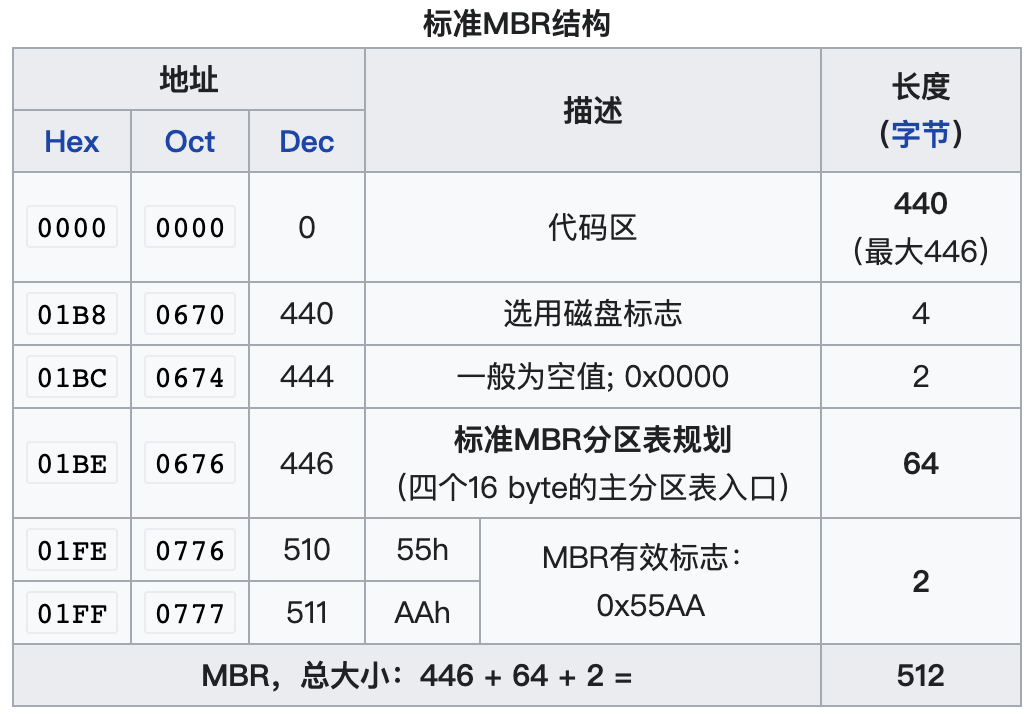 标准MBR结构
地址 描述 长度
(字节)
Hex Oct Dec
0000 0000 0 代码区 440
(最大446)
01B8 0670 440 选用磁盘标志 4
01BC 0674 444 一般为空值; 0x0000 2
01BE 0676 446 标准MBR分区表规划 64
(四个16 byte的主分区表入口)
01FE 0776 510 55h MBR有效标志: 2
0x55AA
01FF 0777 511 AAh
MBR，总大小：446 + 64 + 2 = 512